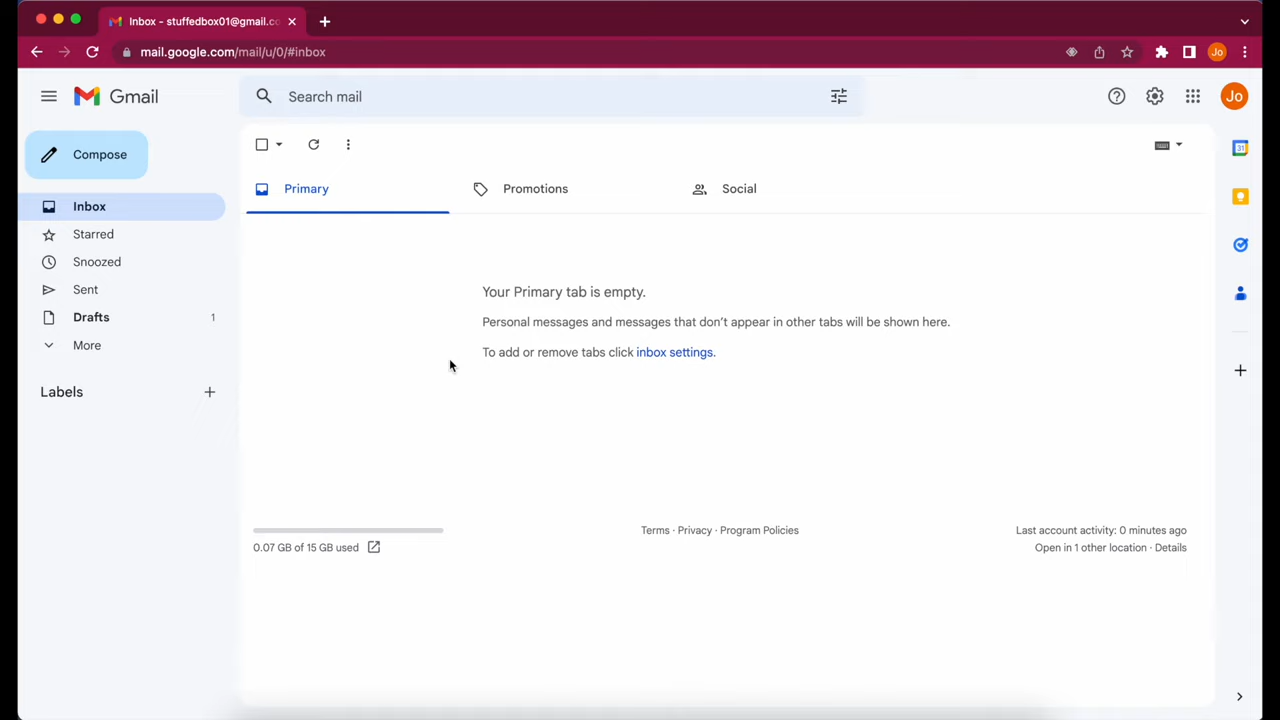 Inbox - stuffedbox01@gmail.co
mail.google.com/mail/u/0/#inbox
Jo
Gmail
Search mail
Jo
Compose
Inbox
Starred
Snoozed
Sent
Drafts 1
More
Labels
Primary
Promotions
Social
31
Your Primary tab is empty.
Personal messages and messages that don't appear in other tabs will be shown here.
To add or remove tabs click inbox settings.
0.07 GB of 15 GB used
Terms · Privacy · Program Policies
Last account activity: 0 minutes ago
Open in 1 other location · Details